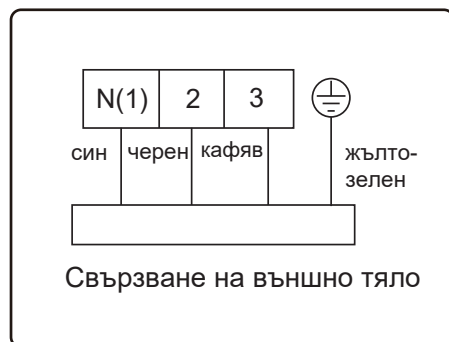 N(1) 2 3
син черен кафяв жълто-
зелен
Свързване на външно тяло